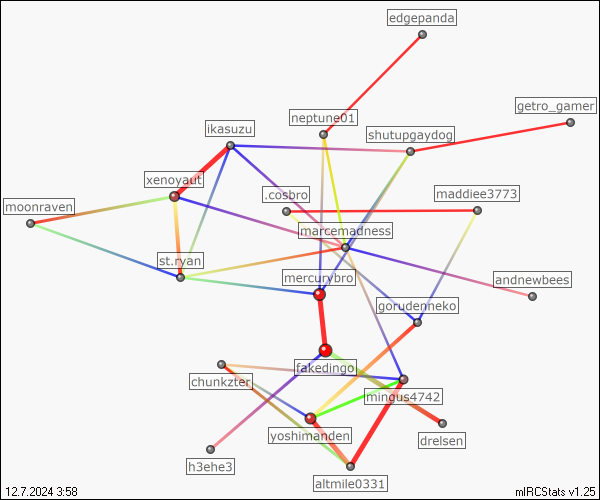 edgepanda
getro_gamer
neptune01
ikasuzu
shutupgaydog
xenoyaut
.cosbro
maddiee3773
moonraven
marcemadness
st.ryan
mercurybro
andnewbees
gorudenneko
fakedingo
chunkzter
mingus4742
yoshimanden
drelsen
h3ehe3
altmile0331
12.7.2024 3:58
mIRCStats v1.25